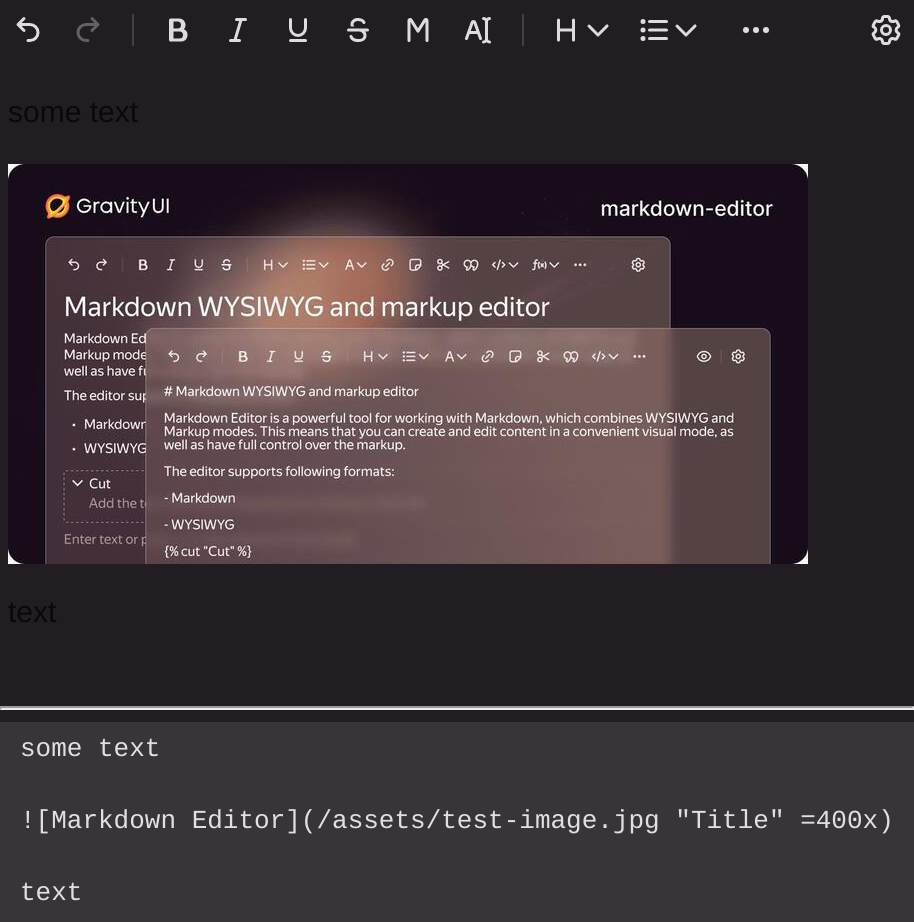 B I U S M A H
some text
Gravity UI
markdown-editor
B I U S H A
Markdown WYSIWYG and markup editor
Markdown Ed
Markup mode
well as have fu
The editor sup
• Markdown
• WYSIWYG
Cut
Add the t
Enter text or p
B I U S H A
# Markdown WYSIWYG and markup editor
Markdown Editor is a powerful tool for working with Markdown, which combines WYSIWYG and
Markup modes. This means that you can create and edit content in a convenient visual mode, as
well as have full control over the markup.
The editor supports following formats:
- Markdown
- WYSIWYG
{% cut "Cut" %}
text
some text
![Markdown Editor](/assets/test-image.jpg "Title" =400x)
text